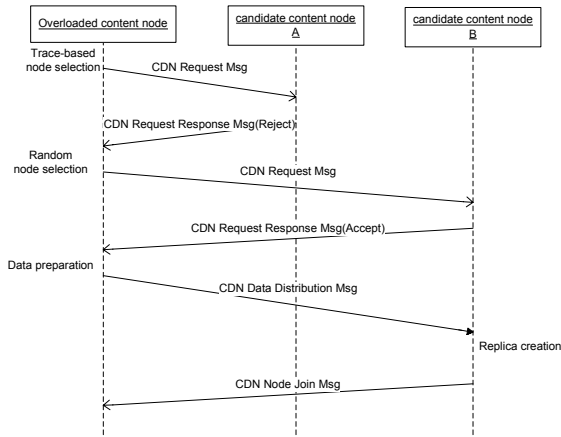 Overloaded content node
candidate content node
A
candidate content node
B
Trace-based
node selection
CDN Request Msg
CDN Request Response Msg(Reject)
Random
node selection
CDN Request Msg
CDN Request Response Msg(Accept)
Data preparation
CDN Data Distribution Msg
Replica creation
CDN Node Join Msg